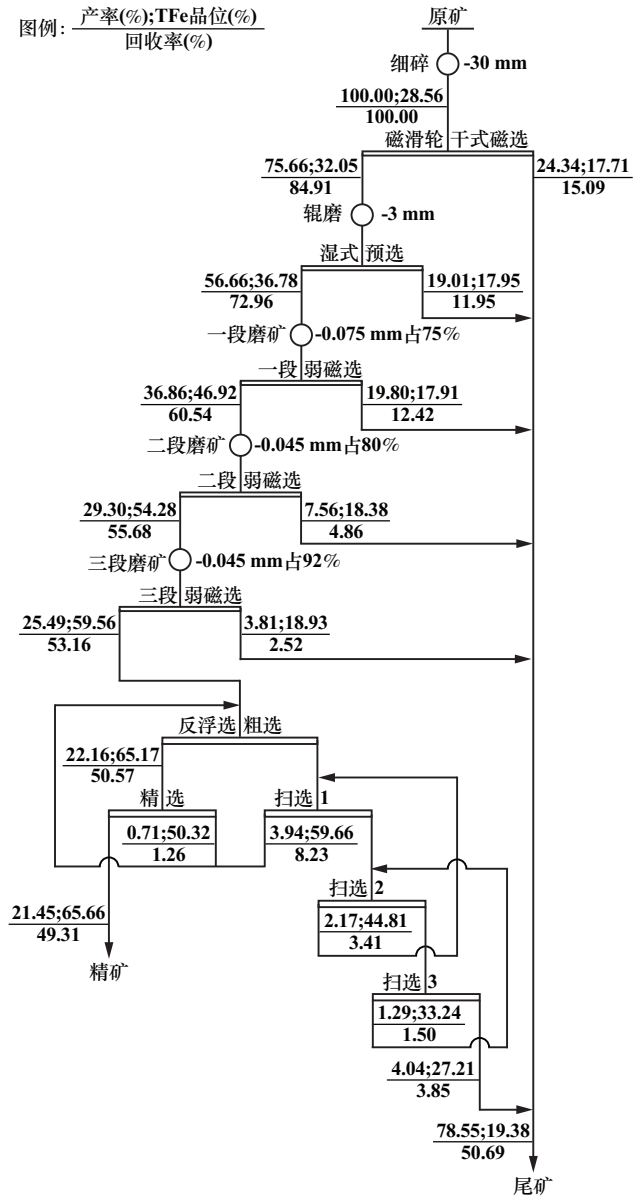 图例:
产率(%);TFe品位(%)
回收率(%)
原矿
细碎 -30 mm
100.00;28.56
100.00
磁滑轮 干式磁选
75.66;32.05
84.91
24.34;17.71
15.09
辊磨 -3 mm
湿式 预选
56.66;36.78
72.96
19.01;17.95
11.95
一段磨矿 -0.075 mm占75%
一段 弱磁选
36.86;46.92
60.54
19.80;17.91
12.42
二段磨矿 -0.045 mm占80%
二段 弱磁选
29.30;54.28
55.68
7.56;18.38
4.86
三段磨矿 -0.045 mm占92%
三段 弱磁选
25.49;59.56
53.16
3.81;18.93
2.52
反浮选 粗选
22.16;65.17
50.57
精选
扫选 1
0.71;50.32
1.26
3.94;59.66
8.23
扫选 2
21.45;65.66
49.31
2.17;44.81
3.41
精矿
扫选 3
1.29;33.24
1.50
4.04;27.21
3.85
78.55;19.38
50.69
尾矿